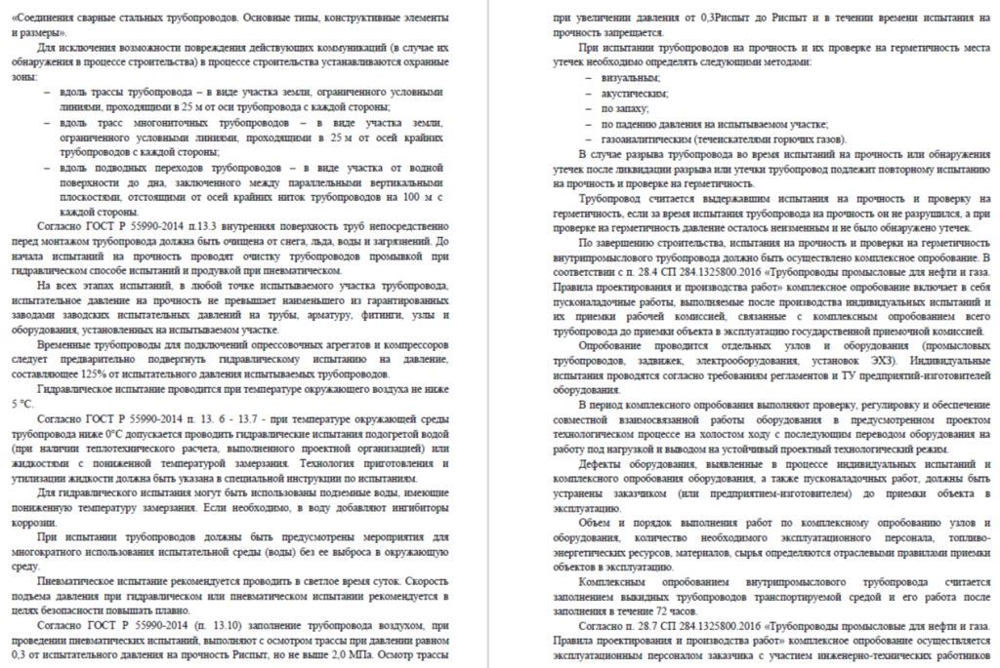 «Соединения сварные стальных трубопроводов. Основные типы, конструктивные элементы
и размеры».
Для исключения возможности повреждения действующих коммуникаций (в случае их
обнаружения в процессе строительства) в процессе строительства устанавливаются охранные
зоны:
– вдоль трассы трубопровода – в виде участка земли, ограниченного условными
линиями, проходящими в 25 м от оси трубопровода с каждой стороны;
– вдоль трасс многониточных трубопроводов – в виде участка земли,
ограниченного условными линиями, проходящими в 25 м от осей крайних
трубопроводов с каждой стороны;
– вдоль подводных переходов трубопроводов – в виде участка от водной
поверхности до дна, заключенного между параллельными вертикальными
плоскостями, отстоящими от осей крайних ниток трубопроводов на 100 м с
каждой стороны.
Согласно ГОСТ Р 55990-2014 п.13.3 внутренняя поверхность труб непосредственно
перед монтажом трубопровода должна быть очищена от снега, льда, воды и загрязнений. До
начала испытаний на прочность проводят очистку трубопроводов промывкой при
гидравлическом способе испытаний и продувкой при пневматическом.
На всех этапах испытаний, в любой точке испытываемого участка трубопровода,
испытательное давление на прочность не превышает наименьшего из гарантированных
заводами заводских испытательных давлений на трубы, арматуру, фитинги, узлы и
оборудования, установленных на испытываемом участке.
Временные трубопроводы для подключений опрессовочных агрегатов и компрессоров
следует предварительно подвергнуть гидравлическому испытанию на давление,
составляющее 125% от испытательного давления испытываемых трубопроводов.
Гидравлическое испытание проводится при температуре окружающего воздуха не ниже
5 °С.
Согласно ГОСТ Р 55990-2014 п. 13. 6 - 13.7 - при температуре окружающей среды
трубопровода ниже 0°С допускается проводить гидравлические испытания подогретой водой
(при наличии теплотехнического расчета, выполненного проектной организацией) или
жидкостями с пониженной температурой замерзания. Технология приготовления и
утилизации жидкости должна быть указана в специальной инструкции по испытаниям.
Для гидравлического испытания могут быть использованы подземные воды, имеющие
пониженную температуру замерзания. Если необходимо, в воду добавляют ингибиторы
коррозии.
При испытании трубопроводов должны быть предусмотрены мероприятия для
многократного использования испытательной среды (воды) без ее выброса в окружающую
среду.
Пневматическое испытание рекомендуется проводить в светлое время суток. Скорость
подъема давления при гидравлическом или пневматическом испытании рекомендуется в
целях безопасности повышать плавно.
Согласно ГОСТ Р 55990-2014 (п. 13.10) заполнение трубопровода воздухом, при
проведении пневматических испытаний, выполняют с осмотром трассы при давлении равном
0,3 от испытательного давления на прочность Риспыт, но не выше 2,0 МПа. Осмотр трассы
при увеличении давления от 0,3Риспыт до Риспыт и в течении времени испытания на
прочность запрещается.
При испытании трубопроводов на прочность и их проверке на герметичность места
утечек необходимо определять следующими методами:
– визуальным;
– акустическим;
– по запаху;
– по падению давления на испытываемом участке;
– газоаналитическим (течеискателями горючих газов).
В случае разрыва трубопровода во время испытаний на прочность или обнаружения
утечек после ликвидации разрыва или утечки трубопровод подлежит повторному испытанию
на прочность и проверке на герметичность.
Трубопровод считается выдержавшим испытания на прочность и проверку на
герметичность, если за время испытания трубопровода на прочность он не разрушился, а при
проверке на герметичность давление осталось неизменным и не было обнаружено утечек.
По завершению строительства, испытания на прочность и проверки на герметичность
внутрипромыслового трубопровода должно быть осуществлено комплексное опробование. В
соответствии с п. 28.4 СП 284.1325800.2016 «Трубопроводы промысловые для нефти и газа.
Правила проектирования и производства работ» комплексное опробование включает в себя
пусконаладочные работы, выполняемые после производства индивидуальных испытаний и
их приемки рабочей комиссией, связанные с комплексным опробованием всего
трубопровода до приемки объекта в эксплуатацию государственной приемочной комиссией.
Опробование проводится отдельных узлов и оборудования (промысловых
трубопроводов, задвижек, электрооборудования, установок ЭХЗ). Индивидуальные
испытания проводятся согласно требованиям регламентов и ТУ предприятий-изготовителей
оборудования.
В период комплексного опробования выполняют проверку, регулировку и обеспечение
совместной взаимосвязанной работы оборудования в предусмотренном проектом
технологическом процессе на холостом ходу с последующим переводом оборудования на
работу под нагрузкой и выводом на устойчивый проектный технологический режим.
Дефекты оборудования, выявленные в процессе индивидуальных испытаний и
комплексного опробования оборудования, а также пусконаладочных работ, должны быть
устранены заказчиком (или предприятием-изготовителем) до приемки объекта в
эксплуатацию.
Объем и порядок выполнения работ по комплексному опробованию узлов и
оборудования, количество необходимого эксплуатационного персонала, топливо-
энергетических ресурсов, материалов, сырья определяются отраслевыми правилами приемки
объектов в эксплуатацию.
Комплексным опробованием внутрипромыслового трубопровода считается
заполнением выкидных трубопроводов транспортируемой средой и его работа после
заполнения в течение 72 часов.
Согласно п. 28.7 СП 284.1325800.2016 «Трубопроводы промысловые для нефти и газа.
Правила проектирования и производства работ» комплексное опробование осуществляется
эксплуатационным персоналом заказчика с участием инженерно-технических работников